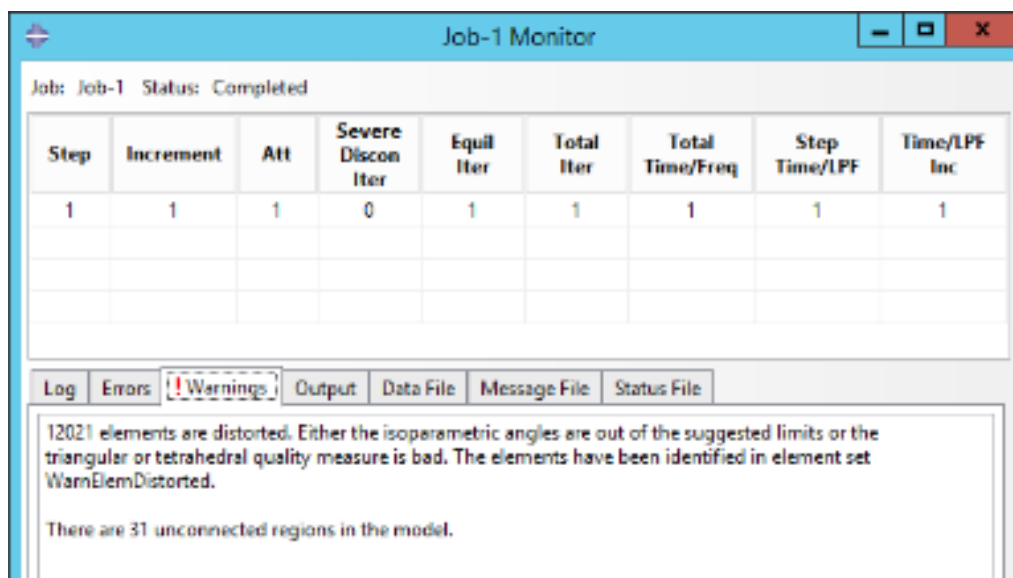 Job-1 Monitor
Job: Job-1 Status: Completed
Step Increment Att Severe Discon Iter Equil Iter Total Iter Total Time/Freq Step Time/LPF Time/LPF Inc
1 1 1 0 1 1 1 1 1
Log Errors ! Warnings Output Data File Message File Status File
12021 elements are distorted. Either the isoparametric angles are out of the suggested limits or the
triangular or tetrahedral quality measure is bad. The elements have been identified in element set
WarnElemDistorted.
There are 31 unconnected regions in the model.